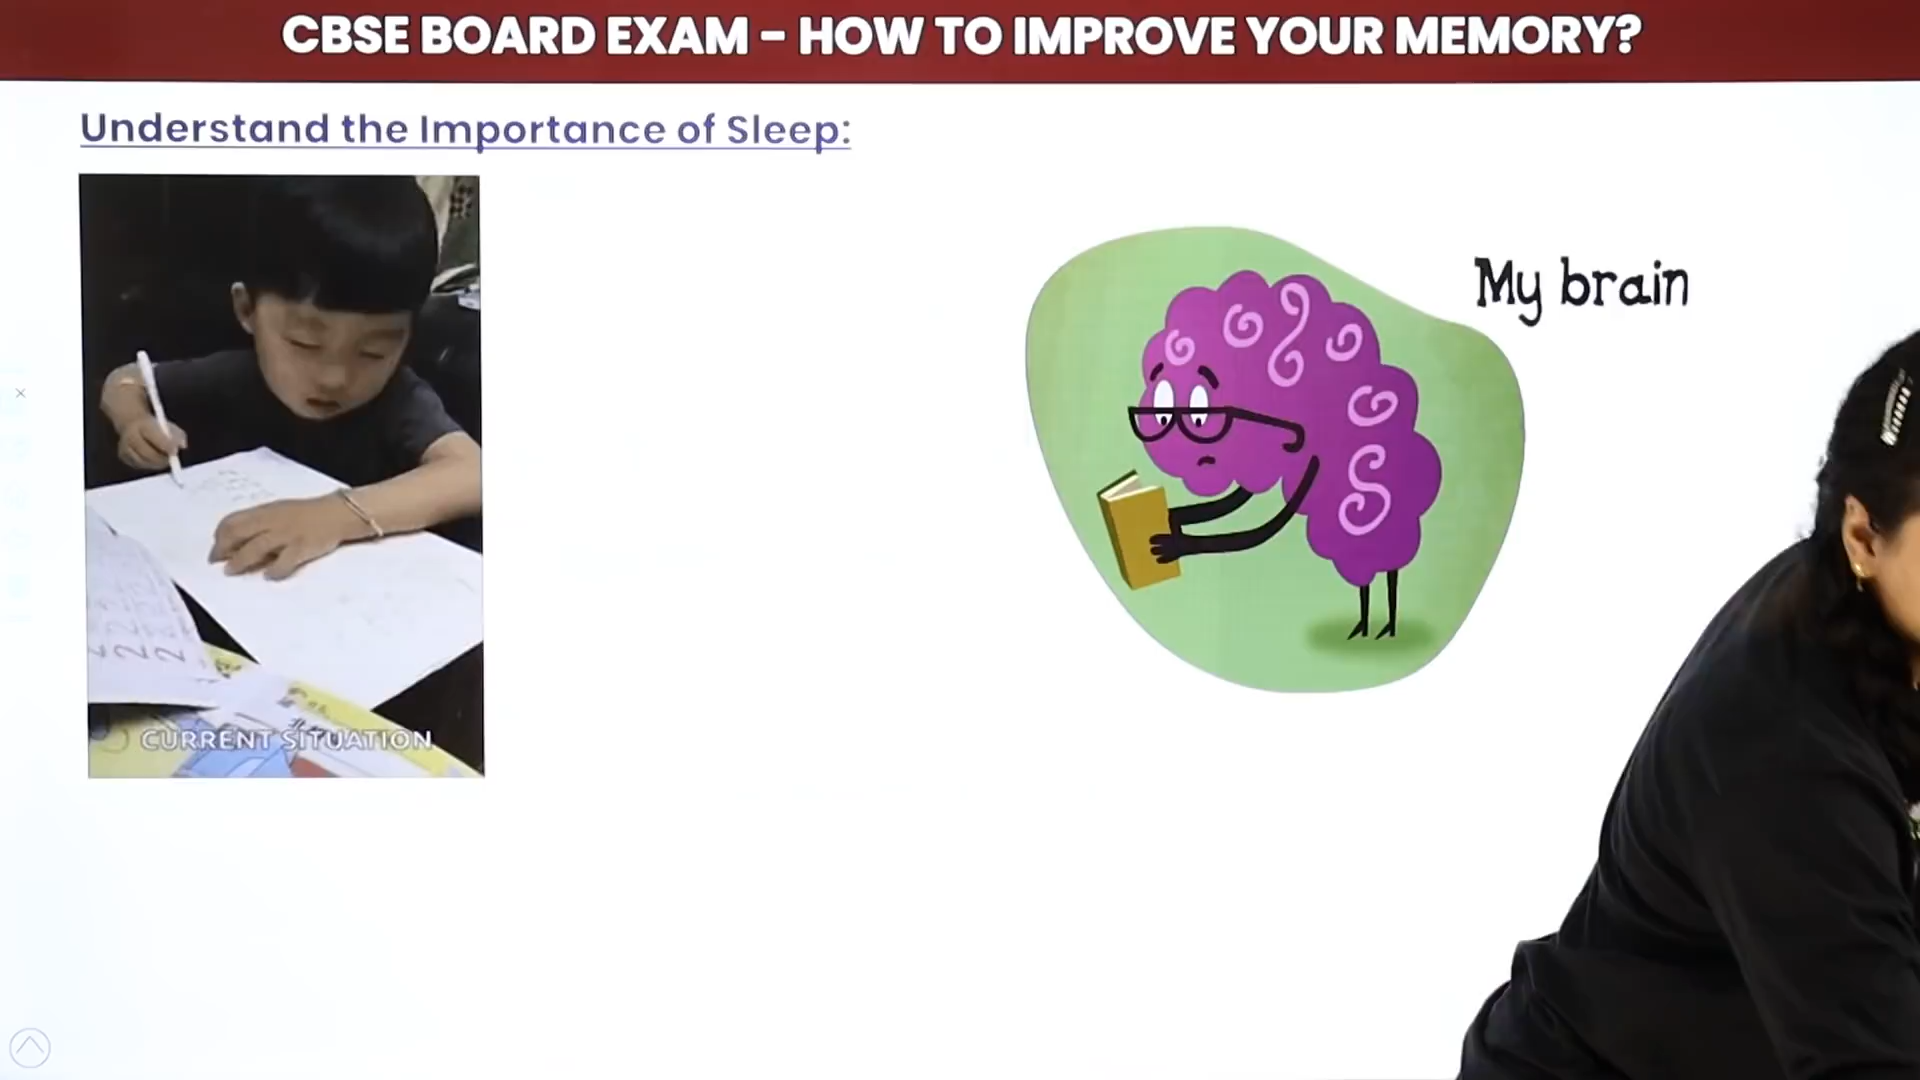 CBSE BOARD EXAM - HOW TO IMPROVE YOUR MEMORY?
Understand the Importance of Sleep:
My brain
CURRENT SITUATION